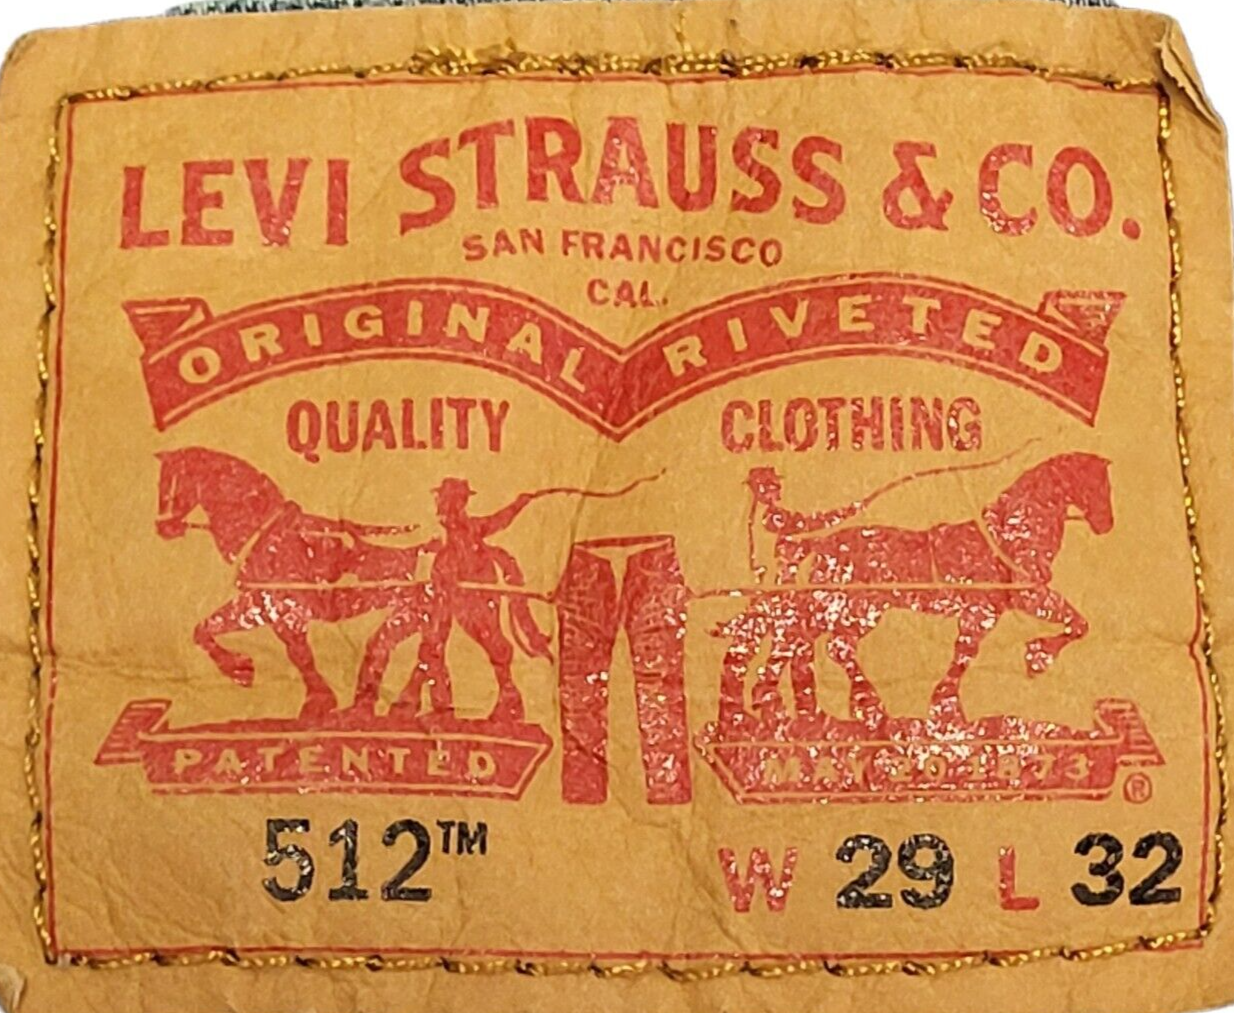 LEVI STRAUSS & CO.
SAN FRANCISCO
CAL.
ORIGINAL RIVETED
QUALITY CLOTHING
PATENTED MAY 20 1873 ®
512™ W 29 L 32